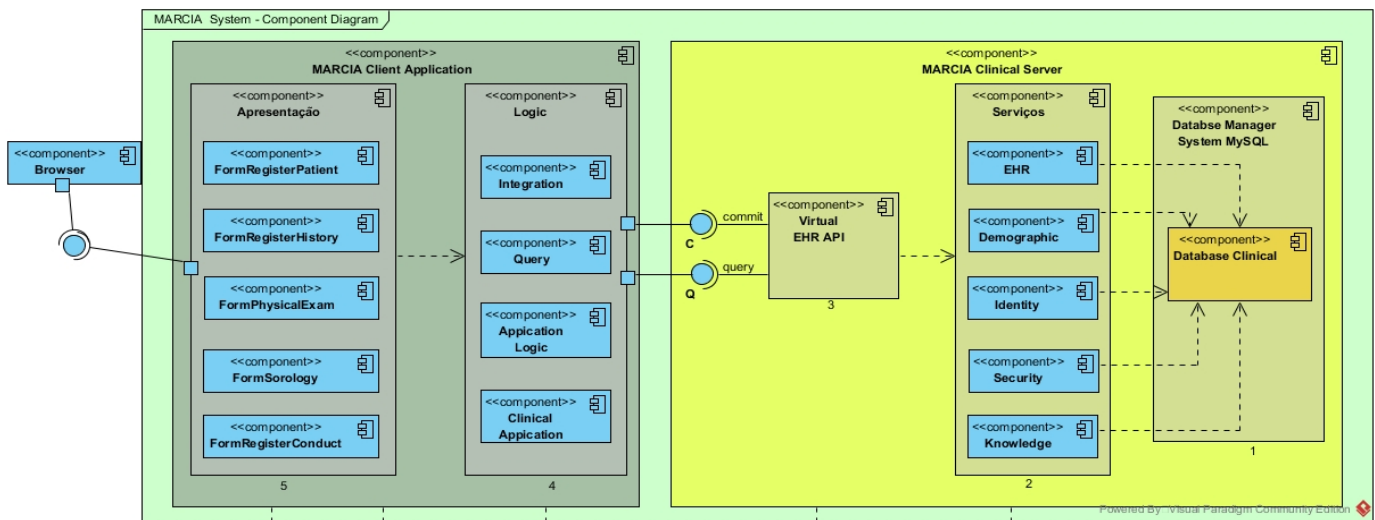 MARCIA System - Component Diagram
<<component>>
MARCIA Client Application
<<component>>
Apresentação
<<component>>
FormRegisterPatient
<<component>>
FormRegisterHistory
<<component>>
FormPhysicalExam
<<component>>
FormSorology
<<component>>
FormRegisterConduct
5
<<component>>
Logic
<<component>>
Integration
<<component>>
Query
<<component>>
Appication
Logic
<<component>>
Clinical
Appication
4
<<component>>
Browser
<<component>>
MARCIA Clinical Server
commit
C
query
Q
<<component>>
Virtual
EHR API
3
<<component>>
Serviços
<<component>>
EHR
<<component>>
Demographic
<<component>>
Identity
<<component>>
Security
<<component>>
Knowledge
2
<<component>>
Databse Manager
System MySQL
<<component>>
Database Clinical
1
Powered By Visual Paradigm Community Edition